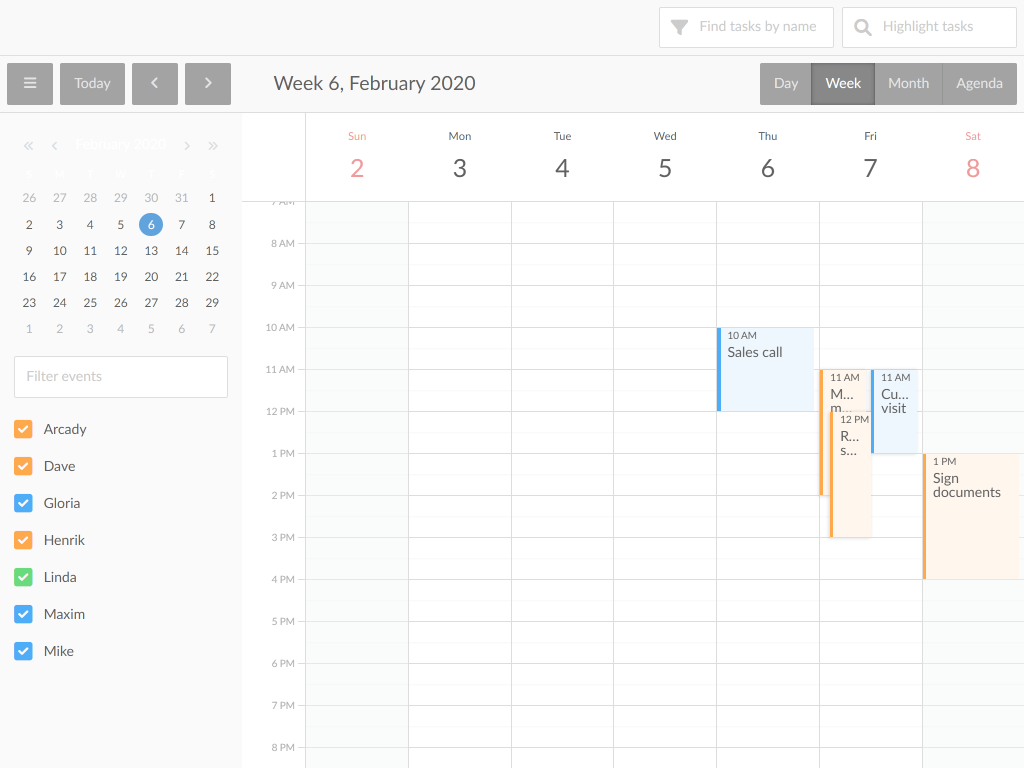 Find tasks by name
Highlight tasks
Today
Week 6, February 2020
Day
Week
Month
Agenda
February 2020
26 27 28 29 30 31 1
2 3 4 5 6 7 8
9 10 11 12 13 14 15
16 17 18 19 20 21 22
23 24 25 26 27 28 29
1 2 3 4 5 6 7
Filter events
Arcady
Dave
Gloria
Henrik
Linda
Maxim
Mike
Sun Mon Tue Wed Thu Fri Sat
2 3 4 5 6 7 8
7 AM
8 AM
9 AM
10 AM
11 AM
12 PM
1 PM
2 PM
3 PM
4 PM
5 PM
6 PM
7 PM
8 PM
10 AM
Sales call
11 AM
M...
m...
12 PM
R...
s...
11 AM
Cu...
visit
1 PM
Sign
documents